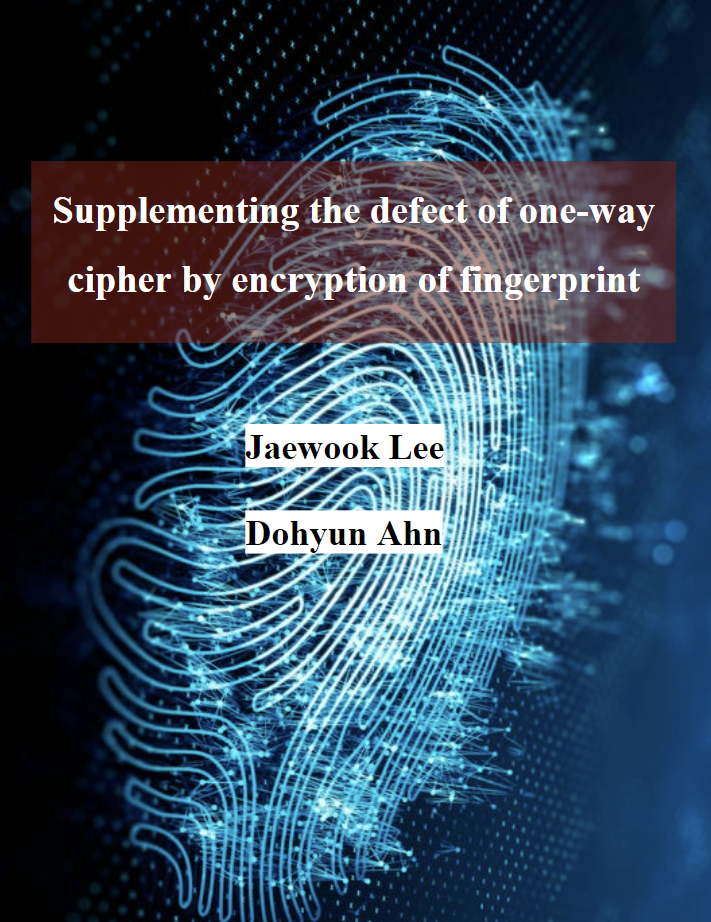 Supplementing the defect of one-way
cipher by encryption of fingerprint
Jaewook Lee
Dohyun Ahn